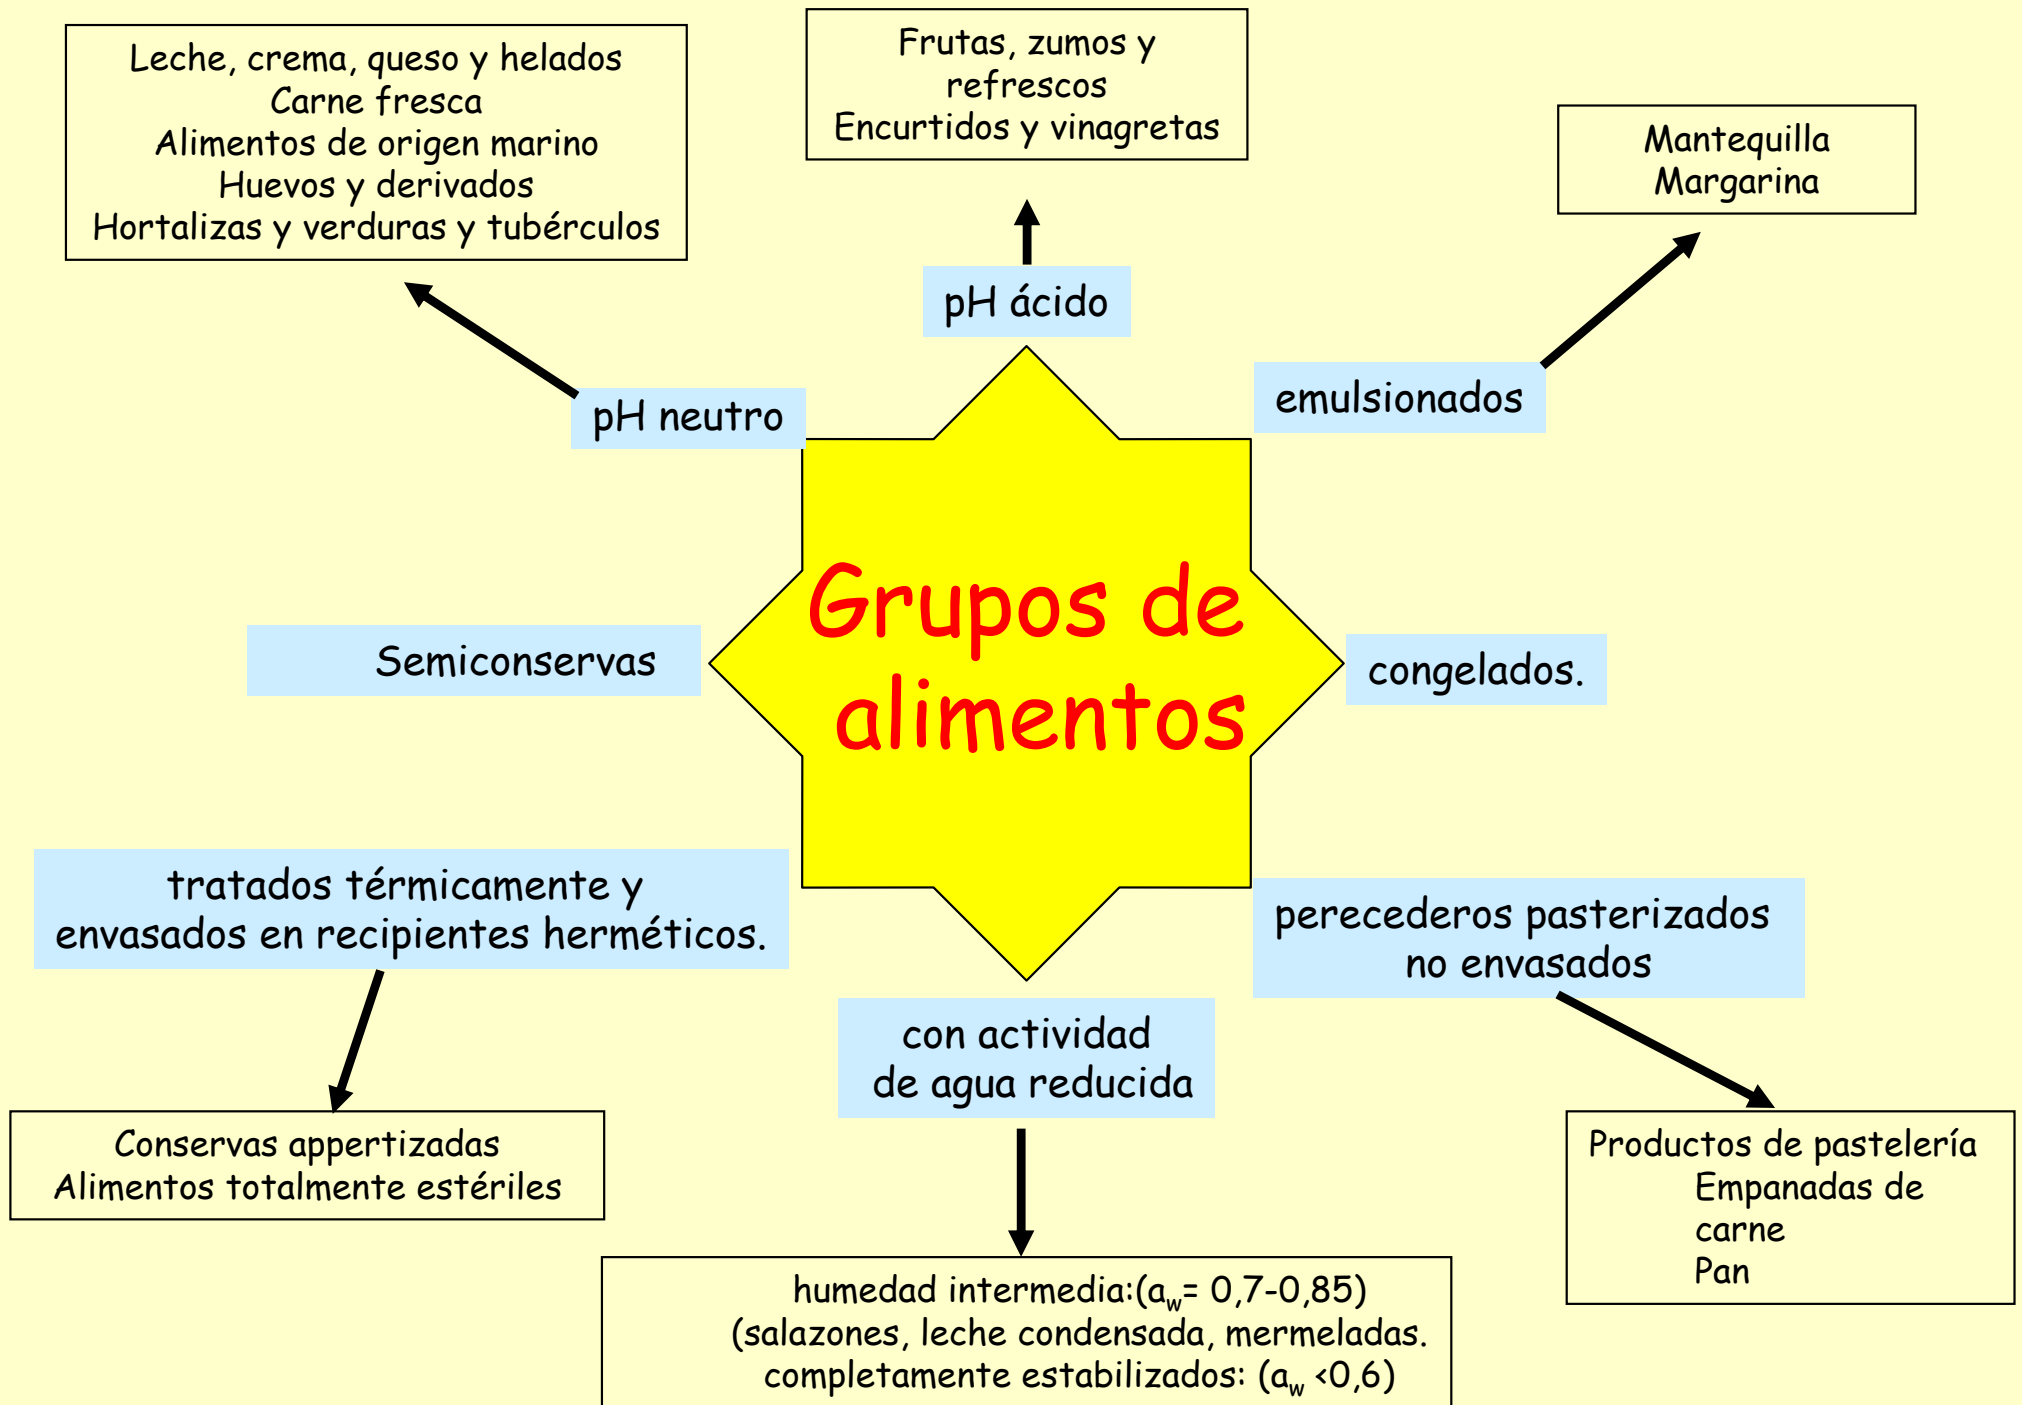 Leche, crema, queso y helados
Carne fresca
Alimentos de origen marino
Huevos y derivados
Hortalizas y verduras y tubérculos
Frutas, zumos y
refrescos
Encurtidos y vinagretas
Mantequilla
Margarina
pH ácido
pH neutro
emulsionados
Grupos de
alimentos
Semiconservas
congelados.
tratados térmicamente y
envasados en recipientes herméticos.
perecederos pasterizados
no envasados
con actividad
de agua reducida
Conservas appertizadas
Alimentos totalmente estériles
Productos de pastelería
Empanadas de
carne
Pan
humedad intermedia:(aw= 0,7-0,85)
(salazones, leche condensada, mermeladas.
completamente estabilizados: (aw <0,6)